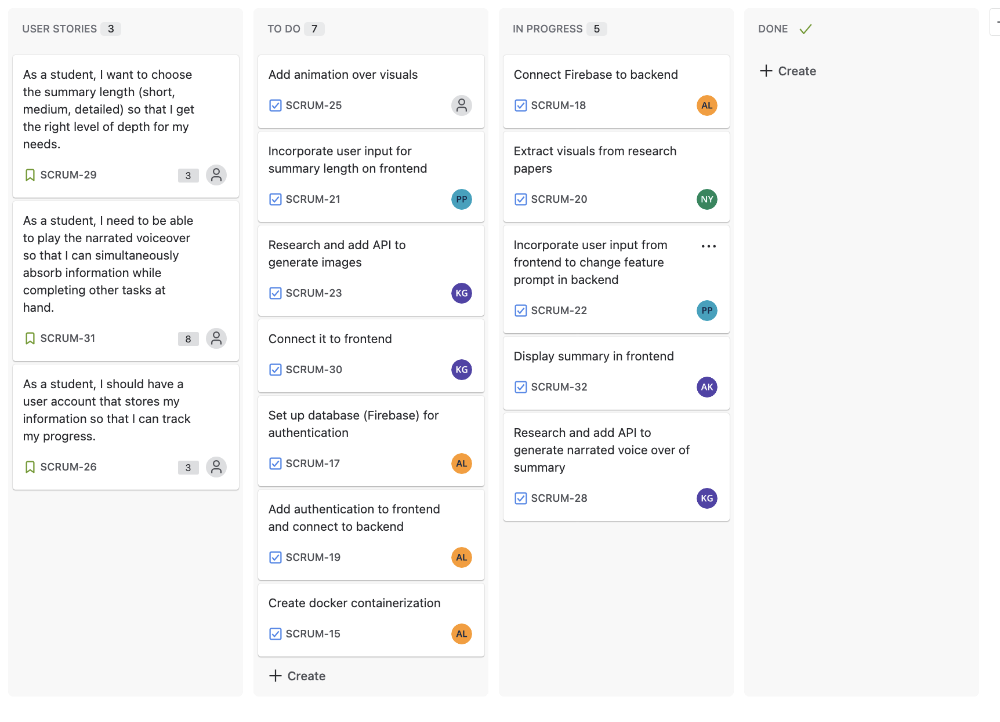 USER STORIES 3
As a student, I want to choose
the summary length (short,
medium, detailed) so that I get
the right level of depth for my
needs.
SCRUM-29 3
As a student, I need to be able
to play the narrated voiceover
so that I can simultaneously
absorb information while
completing other tasks at
hand.
SCRUM-31 8
As a student, I should have a
user account that stores my
information so that I can track
my progress.
SCRUM-26 3
TO DO 7
Add animation over visuals
SCRUM-25
Incorporate user input for
summary length on frontend
SCRUM-21 PP
Research and add API to
generate images
SCRUM-23 KG
Connect it to frontend
SCRUM-30 KG
Set up database (Firebase) for
authentication
SCRUM-17 AL
Add authentication to frontend
and connect to backend
SCRUM-19 AL
Create docker containerization
SCRUM-15 AL
Create
IN PROGRESS 5
Connect Firebase to backend
SCRUM-18 AL
Extract visuals from research
papers
SCRUM-20 NY
Incorporate user input from
frontend to change feature
prompt in backend
SCRUM-22 PP
Display summary in frontend
SCRUM-32 AK
Research and add API to
generate narrated voice over of
summary
SCRUM-28 KG
DONE
Create